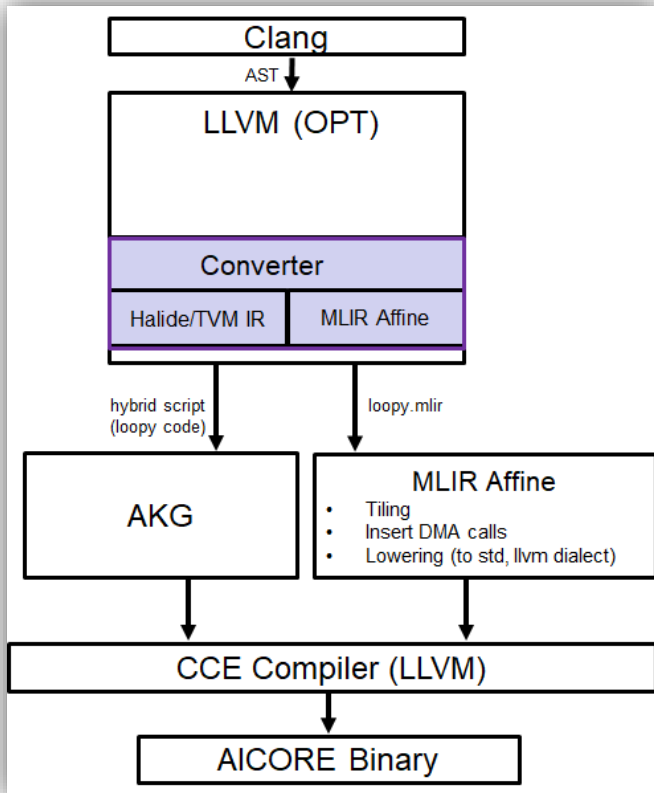 Clang
AST
LLVM (OPT)
Converter
Halide/TVM IR
MLIR Affine
hybrid script
(loopy code)
loopy.mlir
AKG
MLIR Affine
• Tiling
• Insert DMA calls
• Lowering (to std, llvm dialect)
CCE Compiler (LLVM)
AICORE Binary